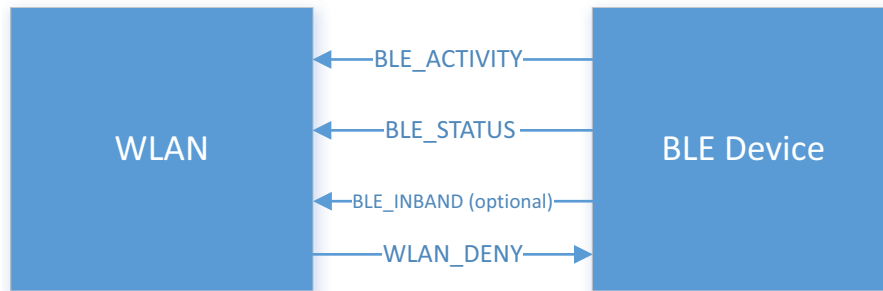 WLAN
BLE_ACTIVITY
BLE_STATUS
BLE_INBAND (optional)
WLAN_DENY
BLE Device